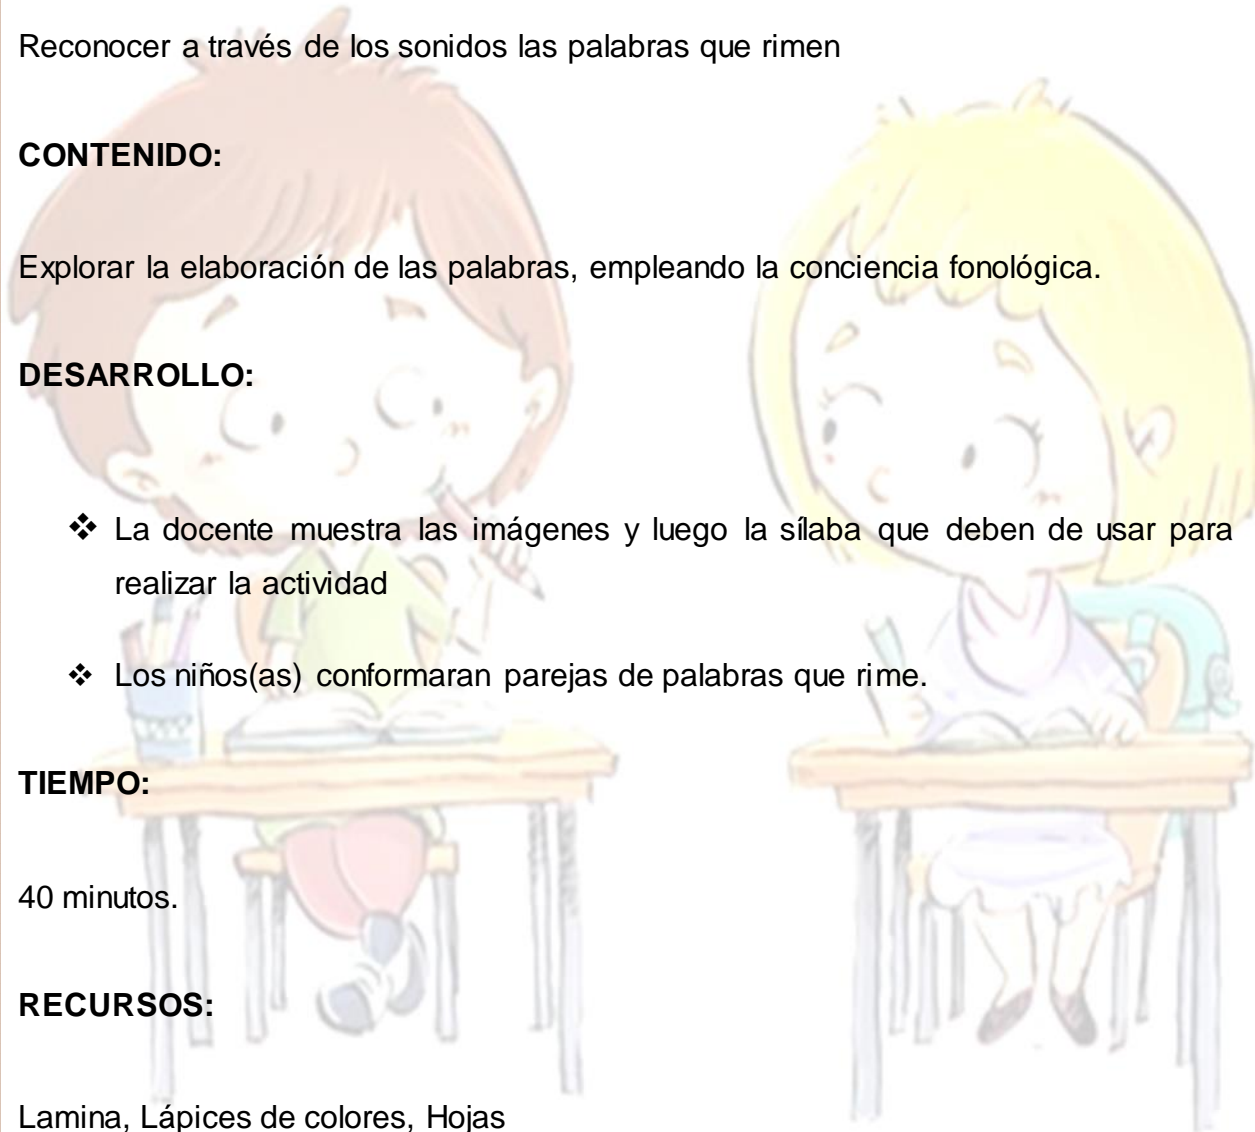 Reconocer a través de los sonidos las palabras que rimen
CONTENIDO:
Explorar la elaboración de las palabras, empleando la conciencia fonológica.
DESARROLLO:
❖ La docente muestra las imágenes y luego la sílaba que deben de usar para
realizar la actividad
❖ Los niños(as) conformaran parejas de palabras que rime.
TIEMPO:
40 minutos.
RECURSOS:
Lamina, Lápices de colores, Hojas